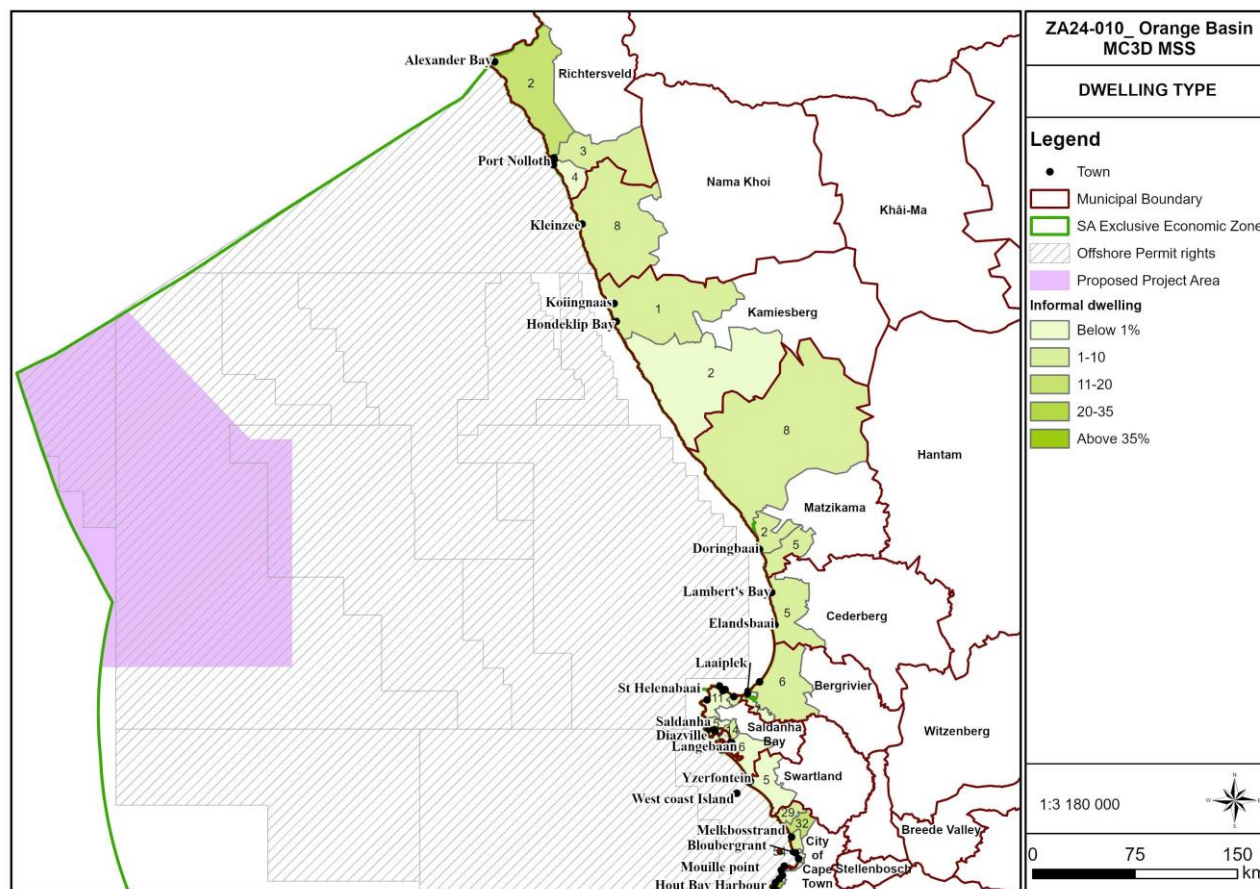 ZA24-010_ Orange Basin
MC3D MSS
DWELLING TYPE
Legend
Town
Municipal Boundary
SA Exclusive Economic Zone
Offshore Permit rights
Proposed Project Area
Informal dwelling
Below 1%
1-10
11-20
20-35
Above 35%
1:3 180 000
N
E
S
W
0 75 150
km
Alexander Bay
2
Richtersveld
3
Port Nolloth
4
Nama Khoi
Khâi-Ma
Kleinzee
8
Koiingnaas
1
Kamiesberg
Hondeklip Bay
2
8
Hantam
Matzikama
2
5
Doringbaai
Lambert's Bay
5
Cederberg
Elandsbaai
Laaiplek
6
Bergrivier
St Helenabaai
11
Witzenberg
Saldanha
5
14
Saldanha
Bay
Diazville
Langebaan
6
Swartland
Yzerfontein
5
West coast Island
29
32
Melkbosstrand
Breede Valley
Bloubergrant
City
of
Cape
Town
Stellenbosch
Mouille point
Hout Bay Harbour